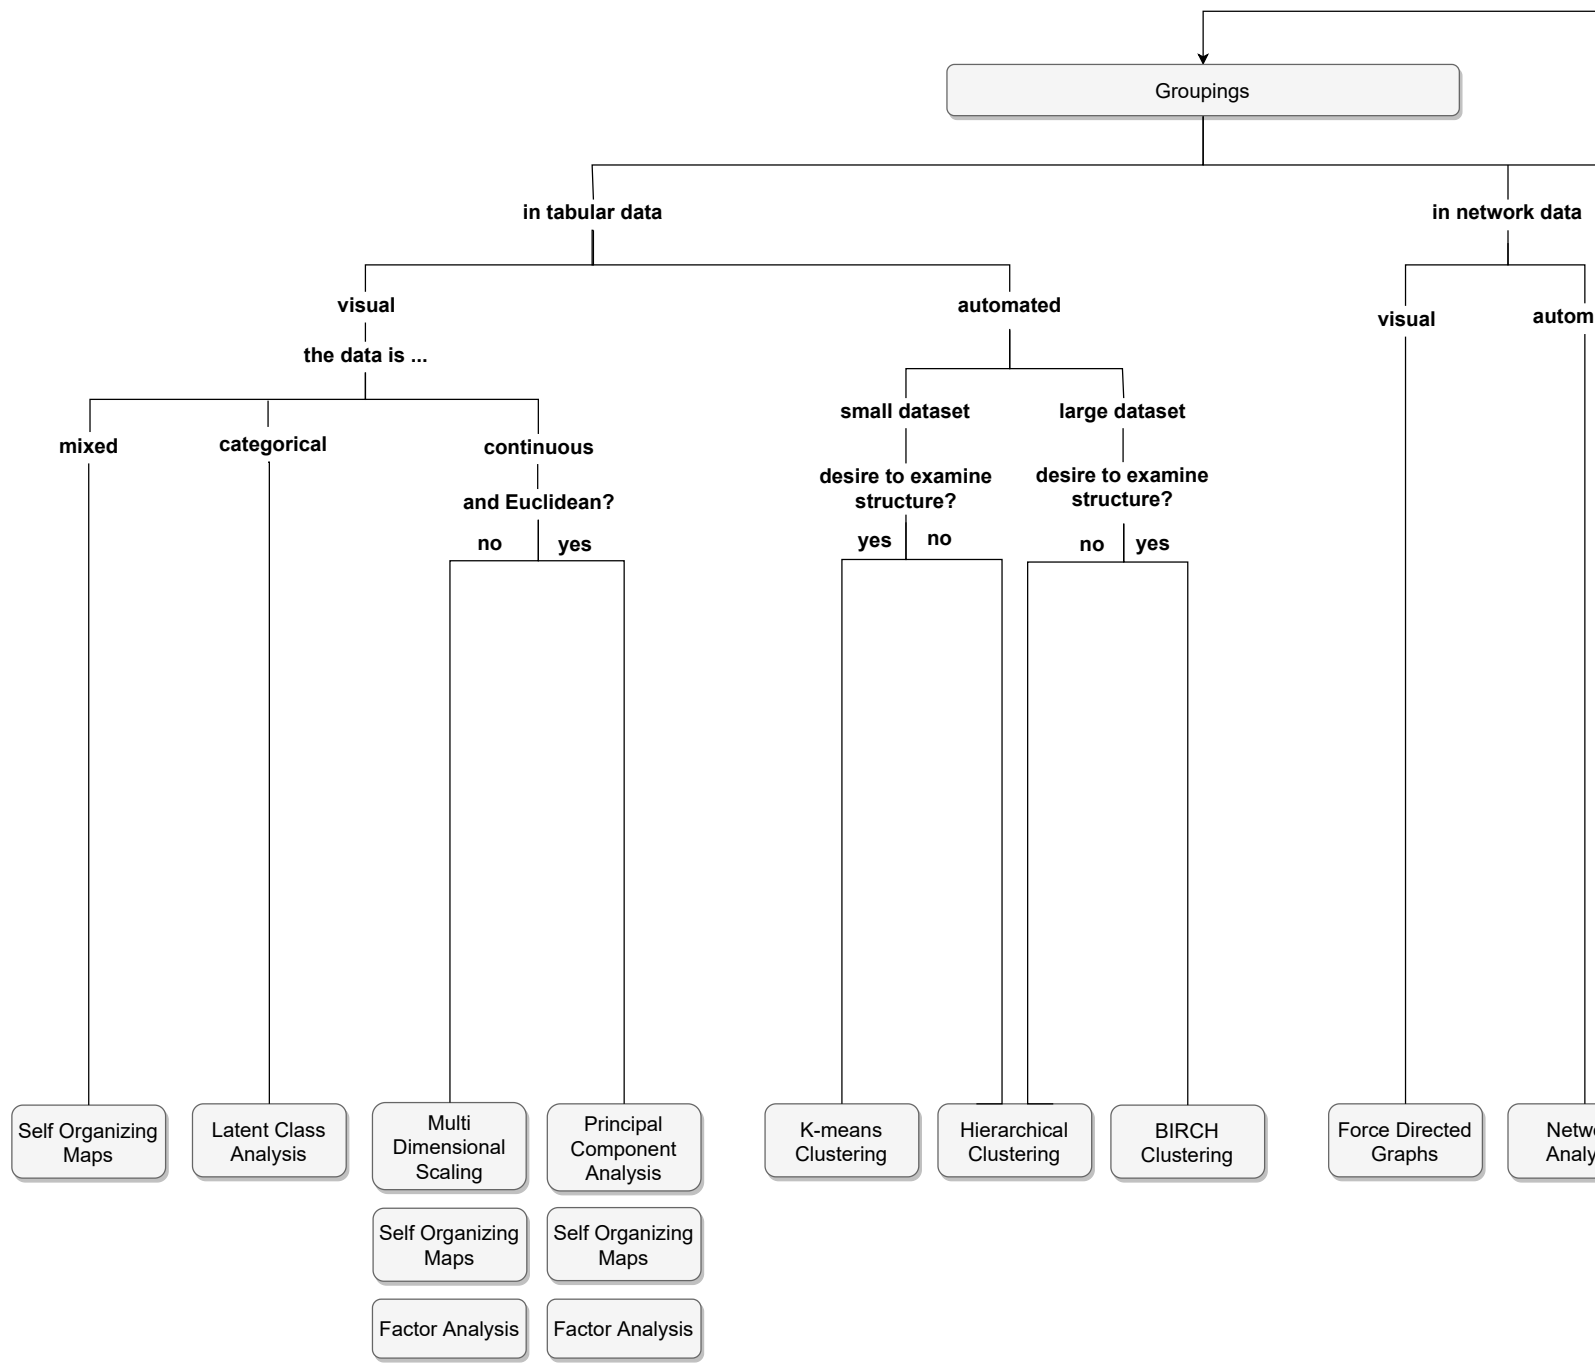 Groupings
in tabular data
in network data
visual
automated
visual
autom
the data is ...
small dataset
large dataset
mixed
categorical
continuous
desire to examine
structure?
desire to examine
structure?
and Euclidean?
no
yes
yes
no
no
yes
Self Organizing
Maps
Latent Class
Analysis
Multi
Dimensional
Scaling
Principal
Component
Analysis
K-means
Clustering
Hierarchical
Clustering
BIRCH
Clustering
Force Directed
Graphs
Netwo
Analy
Self Organizing
Maps
Self Organizing
Maps
Factor Analysis
Factor Analysis